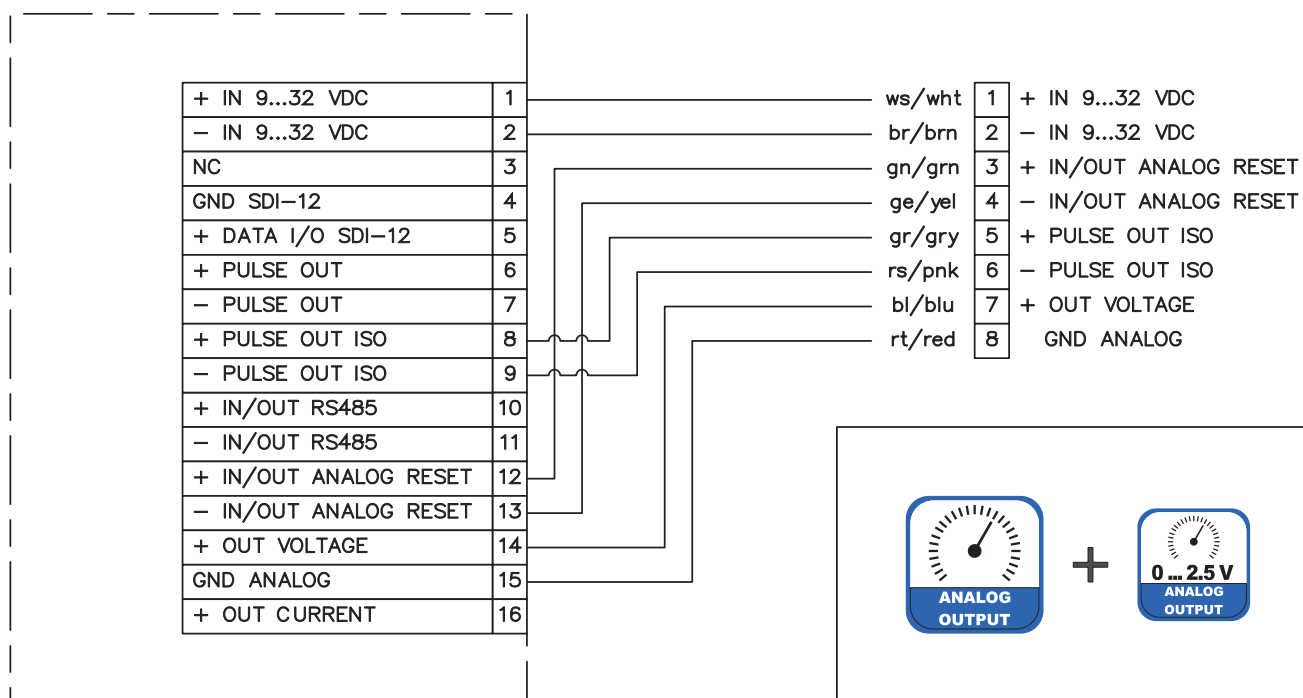 + IN 9...32 VDC 1
− IN 9...32 VDC 2
NC 3
GND SDI−12 4
+ DATA I/O SDI−12 5
+ PULSE OUT 6
− PULSE OUT 7
+ PULSE OUT ISO 8
− PULSE OUT ISO 9
+ IN/OUT RS485 10
− IN/OUT RS485 11
+ IN/OUT ANALOG RESET 12
− IN/OUT ANALOG RESET 13
+ OUT VOLTAGE 14
GND ANALOG 15
+ OUT CURRENT 16
ws/wht 1 + IN 9...32 VDC
br/brn 2 − IN 9...32 VDC
gn/grn 3 + IN/OUT ANALOG RESET
ge/yel 4 − IN/OUT ANALOG RESET
gr/gry 5 + PULSE OUT ISO
rs/pnk 6 − PULSE OUT ISO
bl/blu 7 + OUT VOLTAGE
rt/red 8 GND ANALOG
ANALOG
OUTPUT
+
0 ... 2.5 V
ANALOG
OUTPUT